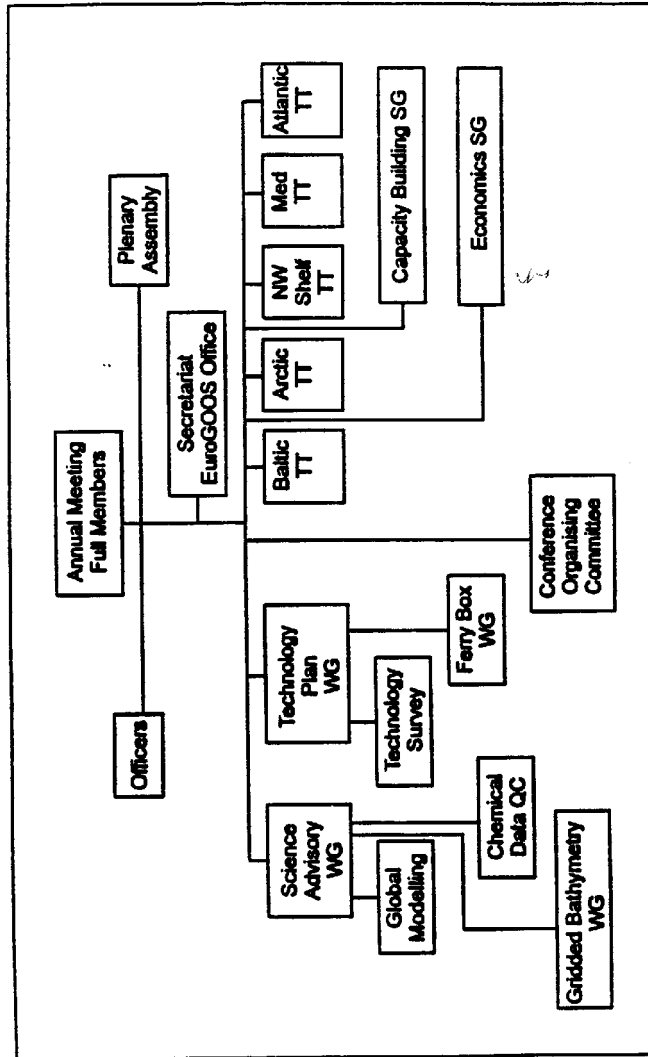 Annual Meeting
Full Members
Officers
Plenary
Assembly
Secretariat
EuroGOOS Office
Science
Advisory
WG
Technology
Plan
WG
Baltic
TT
Arctic
TT
NW
Shelf
TT
Med
TT
Atlantic
TT
Global
Modelling
Technology
Survey
Capacity Building SG
Chemical
Data QC
Ferry Box
WG
Economics SG
Gridded Bathymetry
WG
Conference
Organising
Committee